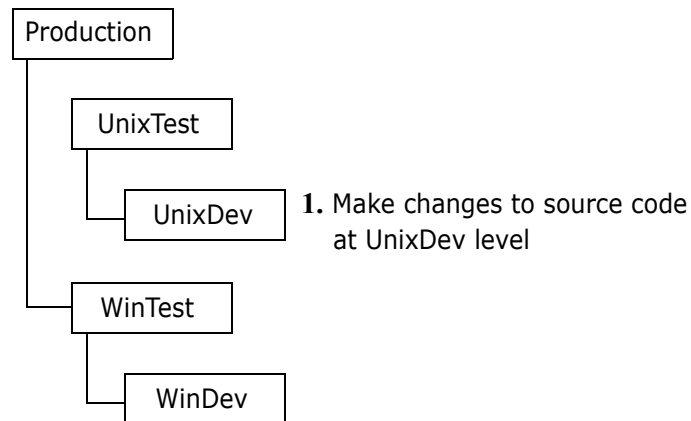 Production
UnixTest
UnixDev
1. Make changes to source code
at UnixDev level
WinTest
WinDev